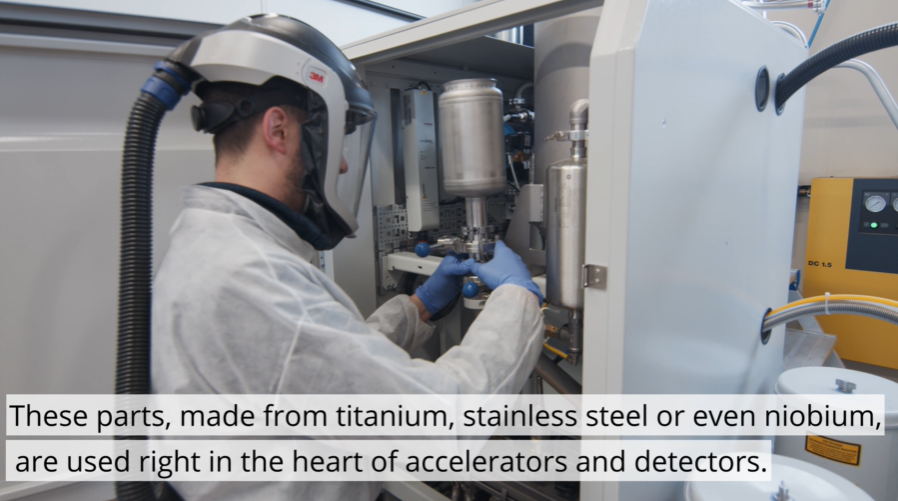 3M
DC 1.5
These parts, made from titanium, stainless steel or even niobium,
are used right in the heart of accelerators and detectors.